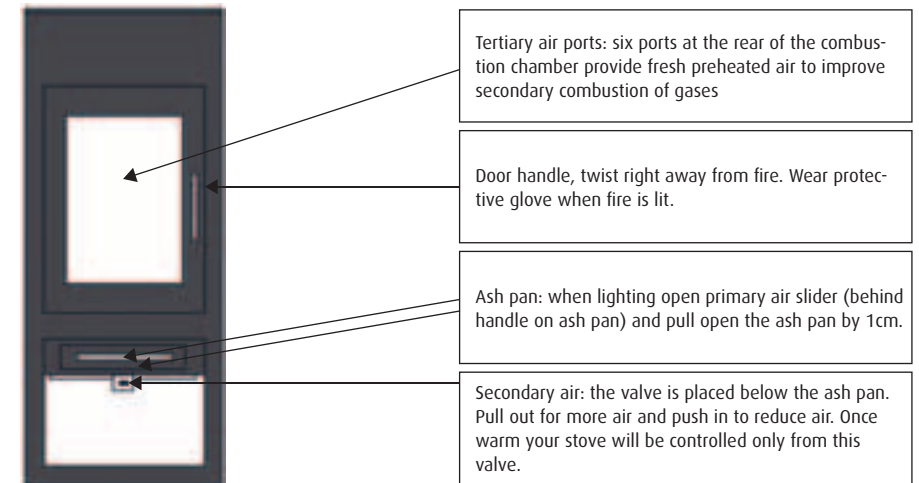 Tertiary air ports: six ports at the rear of the combus-
tion chamber provide fresh preheated air to improve
secondary combustion of gases
Door handle, twist right away from fire. Wear protec-
tive glove when fire is lit.
Ash pan: when lighting open primary air slider (behind
handle on ash pan) and pull open the ash pan by 1cm.
Secondary air: the valve is placed below the ash pan.
Pull out for more air and push in to reduce air. Once
warm your stove will be controlled only from this
valve.